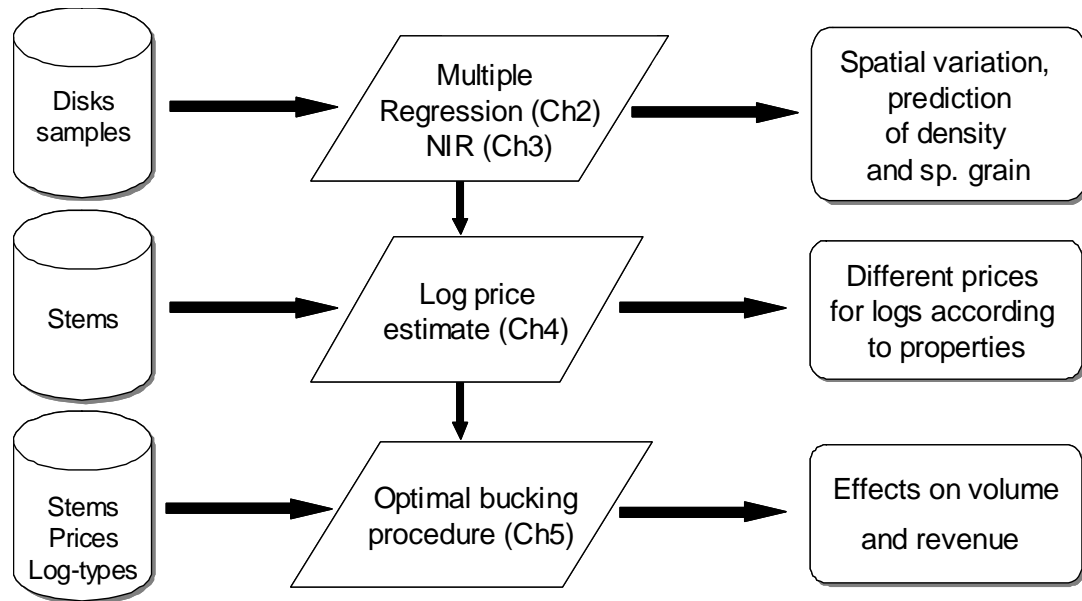 Disks
samples
Multiple
Regression (Ch2)
NIR (Ch3)
Spatial variation,
prediction
of density
and sp. grain
Stems
Log price
estimate (Ch4)
Different prices
for logs according
to properties
Stems
Prices
Log-types
Optimal bucking
procedure (Ch5)
Effects on volume
and revenue